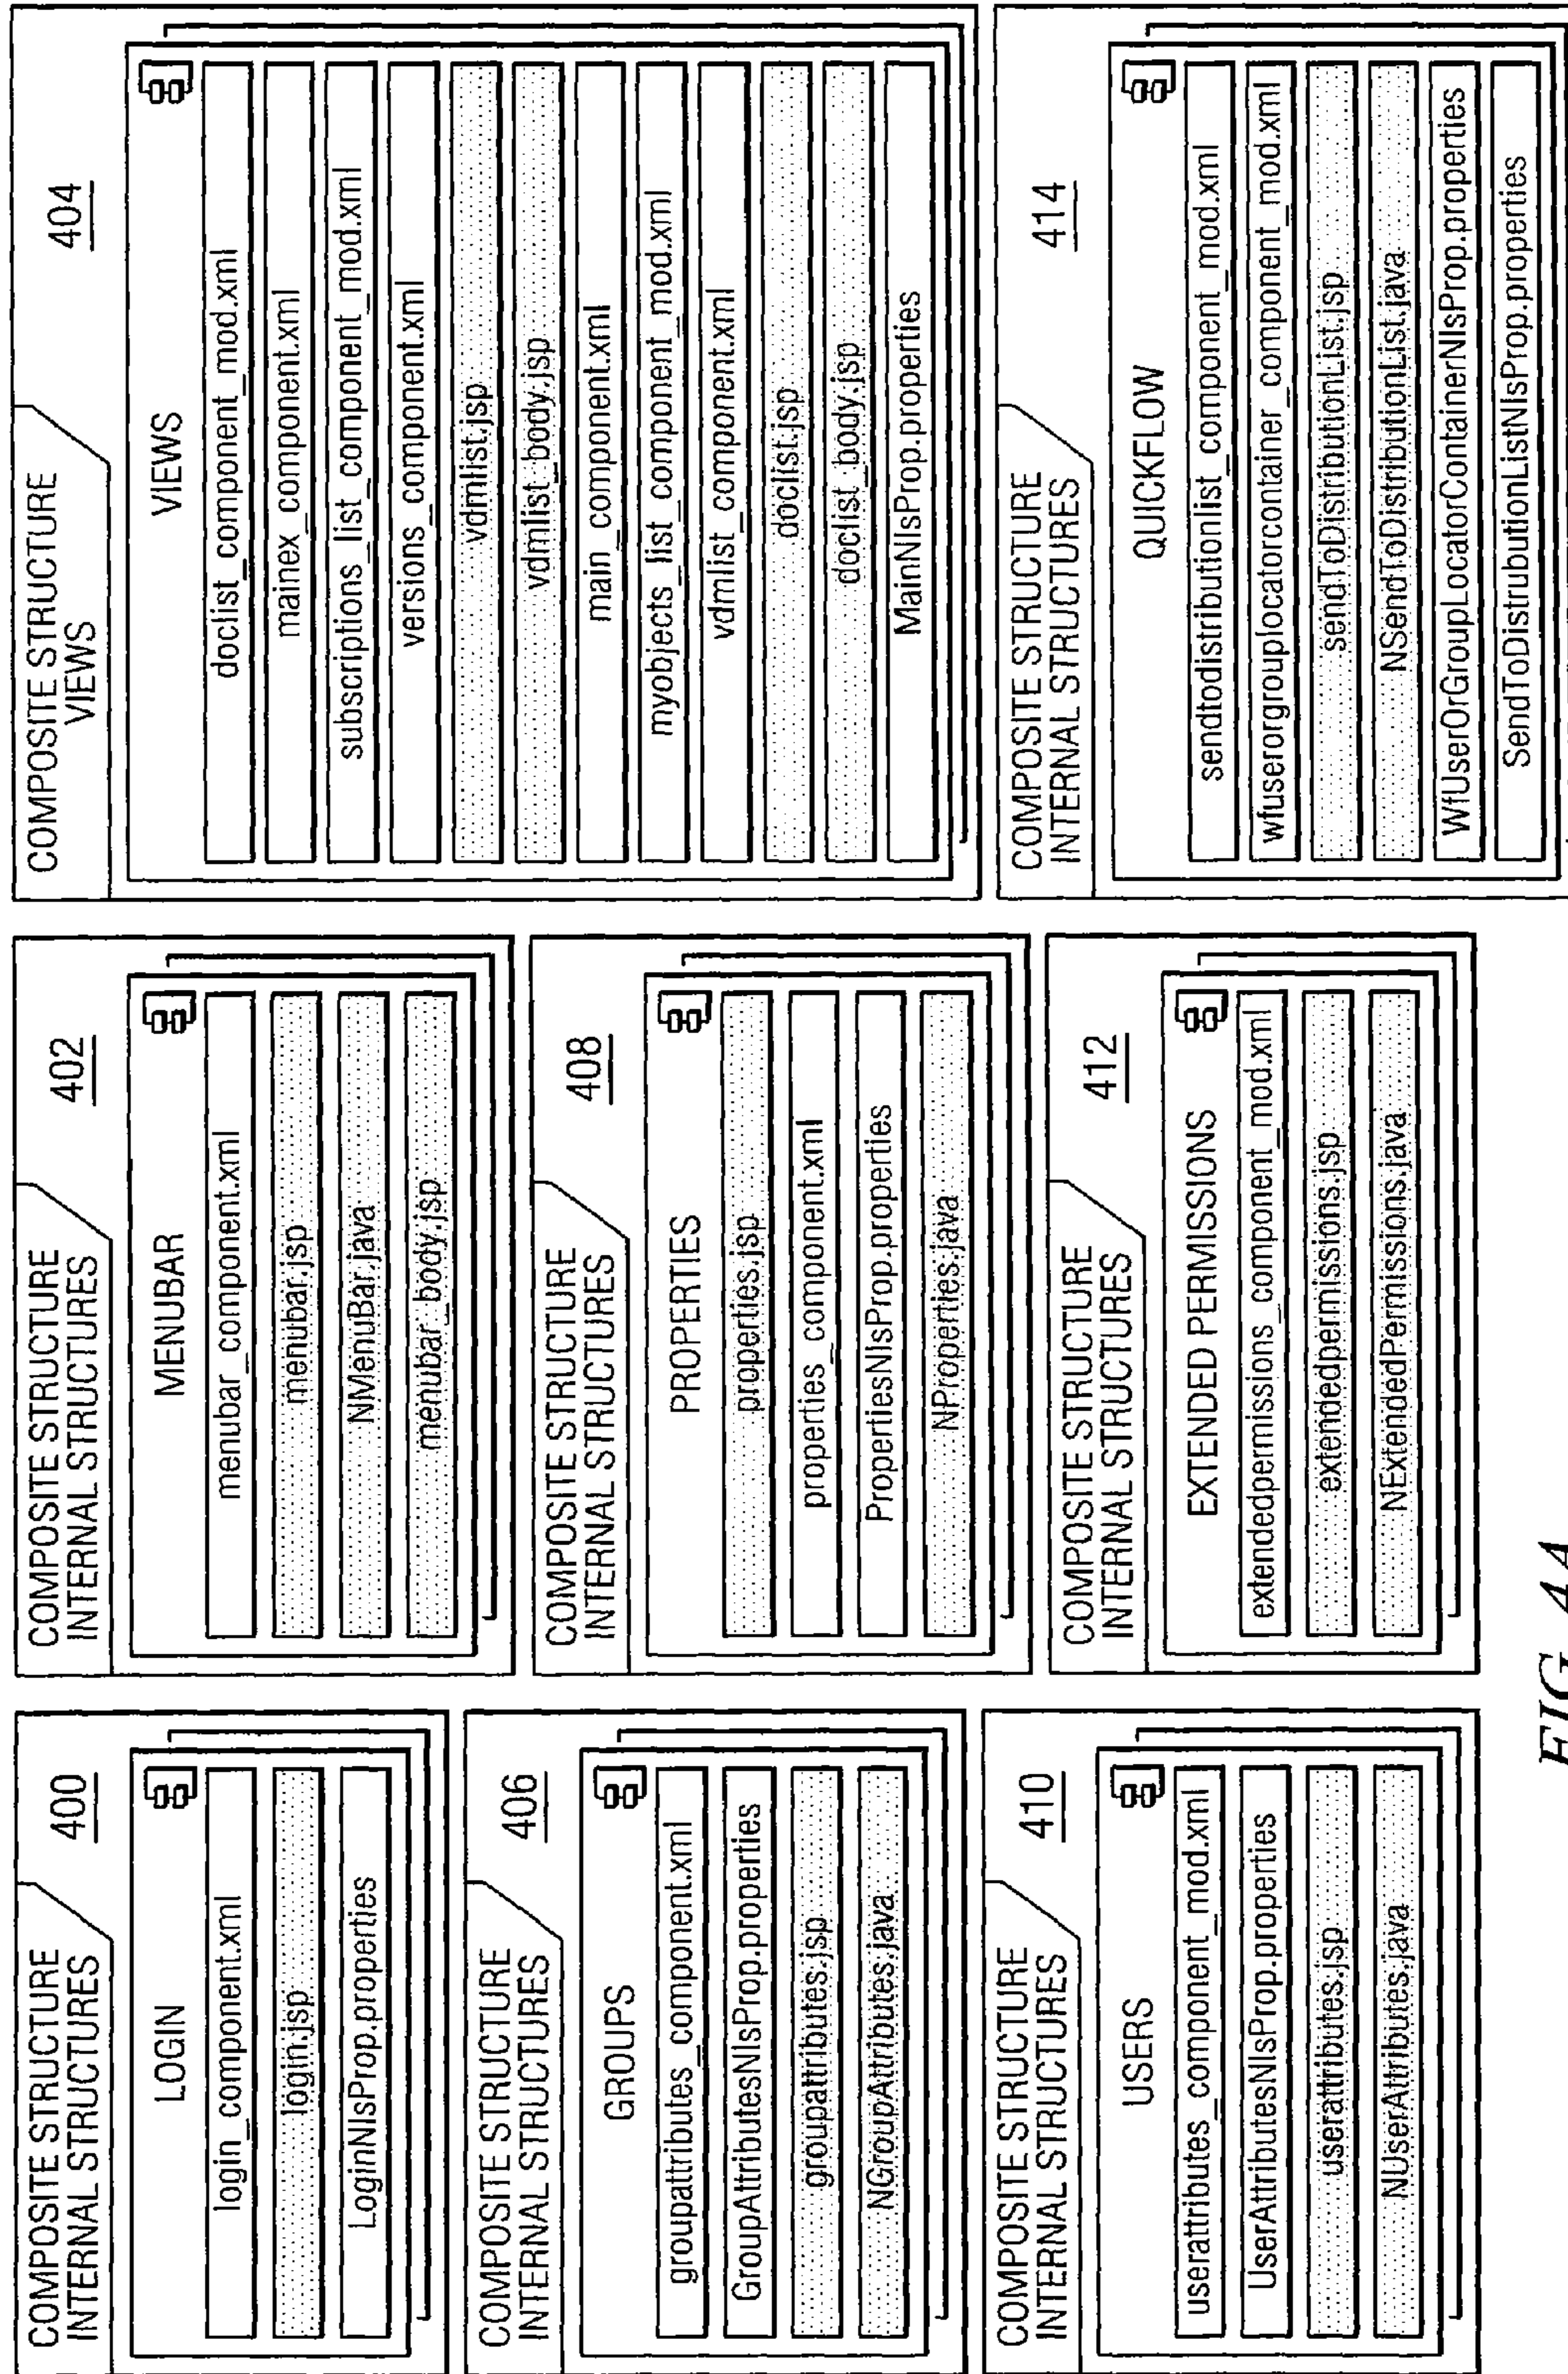 COMPOSITE STRUCTURE
INTERNAL STRUCTURES
400
LOGIN
login_component.xml
login.jsp
LoginNlsProp.properties
COMPOSITE STRUCTURE
INTERNAL STRUCTURES
402
MENUBAR
menubar_component.xml
menubar.jsp
NMenuBar.java
menubar_body.jsp
COMPOSITE STRUCTURE
VIEWS
404
VIEWS
doclist_component_mod.xml
mainex_component.xml
subscriptions_list_component_mod.xml
versions_component.xml
vdmlist.jsp
vdmlist_body.jsp
main_component.xml
myobjects_list_component_mod.xml
vdmlist_component.xml
doclist.jsp
doclist_body.jsp
MainNlsProp.properties
COMPOSITE STRUCTURE
INTERNAL STRUCTURES
406
GROUPS
groupattributes_component.xml
GroupAttributesNlsProp.properties
groupattributes.jsp
NGroupAttributes.java
COMPOSITE STRUCTURE
INTERNAL STRUCTURES
408
PROPERTIES
properties.jsp
properties_component.xml
PropertiesNlsProp.properties
NProperties.java
COMPOSITE STRUCTURE
INTERNAL STRUCTURES
410
USERS
userattributes_component_mod.xml
UserAttributesNlsProp.properties
userattributes.jsp
NUserAttributes.java
COMPOSITE STRUCTURE
INTERNAL STRUCTURES
412
EXTENDED PERMISSIONS
extendedpermissions_component_mod.xml
extendedpermissions.jsp
NExtendedPermissions.java
COMPOSITE STRUCTURE
INTERNAL STRUCTURES
414
QUICKFLOW
sendtodistributionlist_component_mod.xml
wfuserorgrouplocatorcontainer_component_mod.xml
sendToDistributionList.jsp
NSendToDistributionList.java
WfUserOrGroupLocatorContainerNlsProp.properties
SendToDistrubutionListNlsProp.properties
FIG. 4A